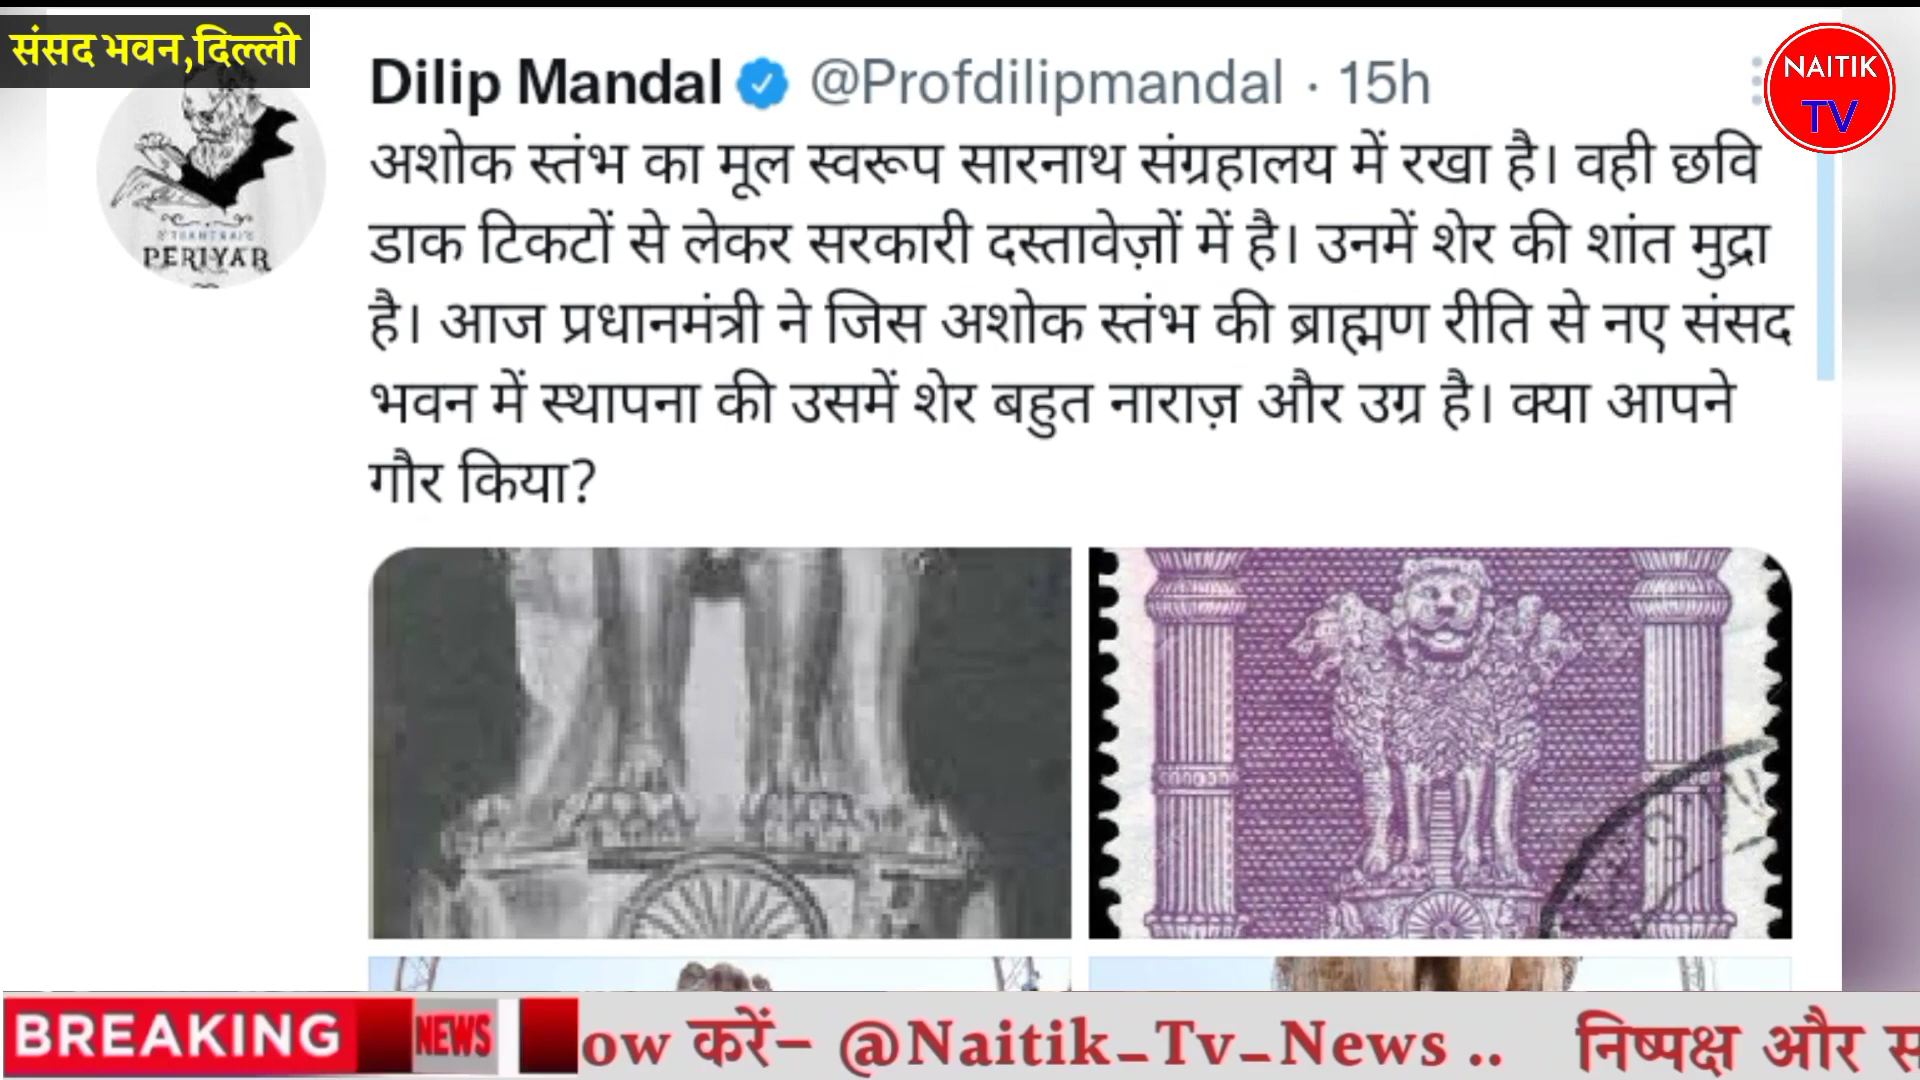 संसद भवन,दिल्ली
Dilip Mandal @Profdilipmandal · 15h
NAITIK
TV
अशोक स्तंभ का मूल स्वरूप सारनाथ संग्रहालय में रखा है। वही छवि
डाक टिकटों से लेकर सरकारी दस्तावेज़ों में है। उनमें शेर की शांत मुद्रा
है। आज प्रधानमंत्री ने जिस अशोक स्तंभ की ब्राह्मण रीति से नए संसद
भवन में स्थापना की उसमें शेर बहुत नाराज़ और उग्र है। क्या आपने
गौर किया?
PERIYAR
BREAKING NEWS
ow करें– @Naitik_Tv_News .. निष्पक्ष और स